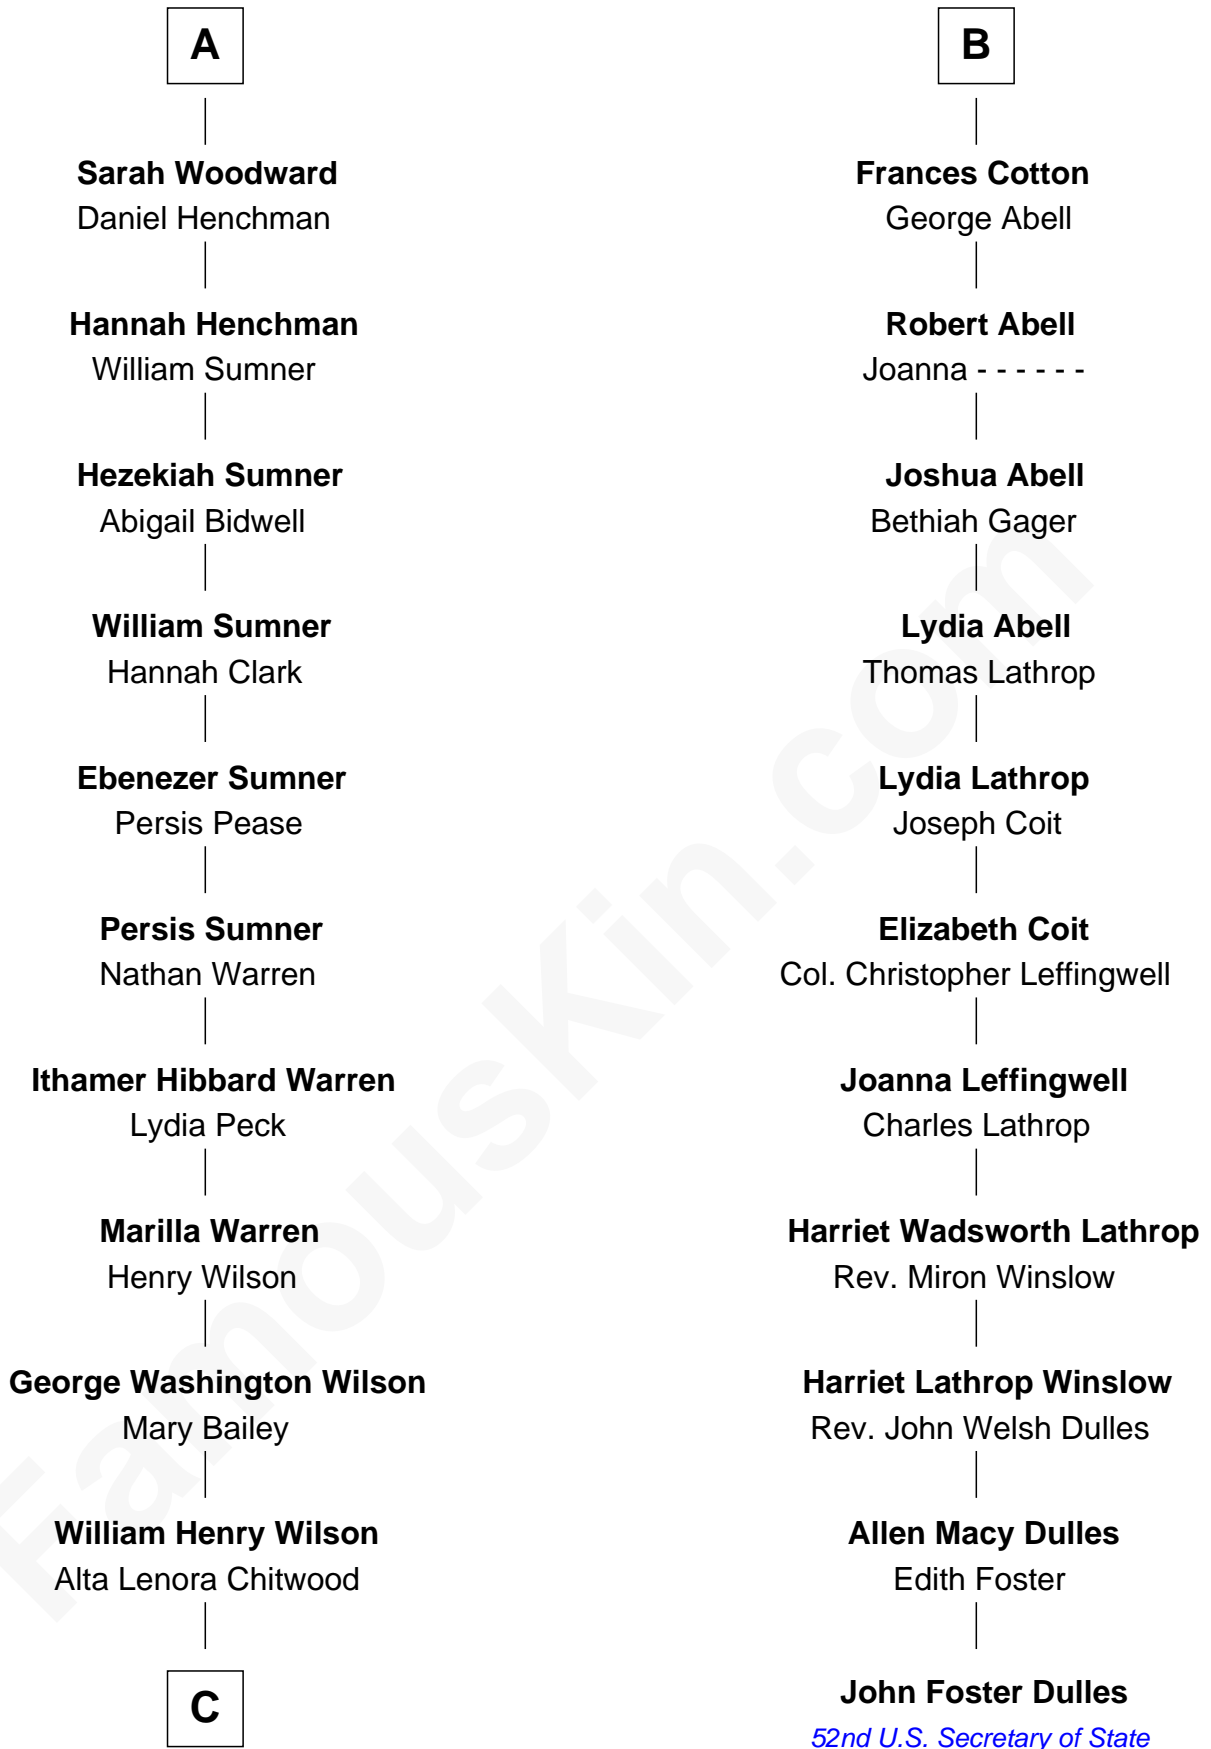 A
Sarah Woodward
Daniel Henchman
Hannah Henchman
William Sumner
Hezekiah Sumner
Abigail Bidwell
William Sumner
Hannah Clark
Ebenezer Sumner
Persis Pease
Persis Sumner
Nathan Warren
Ithamer Hibbard Warren
Lydia Peck
Marilla Warren
Henry Wilson
George Washington Wilson
Mary Bailey
William Henry Wilson
Alta Lenora Chitwood
C
B
Frances Cotton
George Abell
Robert Abell
Joanna - - - - - -
Joshua Abell
Bethiah Gager
Lydia Abell
Thomas Lathrop
Lydia Lathrop
Joseph Coit
Elizabeth Coit
Col. Christopher Leffingwell
Joanna Leffingwell
Charles Lathrop
Harriet Wadsworth Lathrop
Rev. Miron Winslow
Harriet Lathrop Winslow
Rev. John Welsh Dulles
Allen Macy Dulles
Edith Foster
John Foster Dulles
52nd U.S. Secretary of State
FamousKin.com